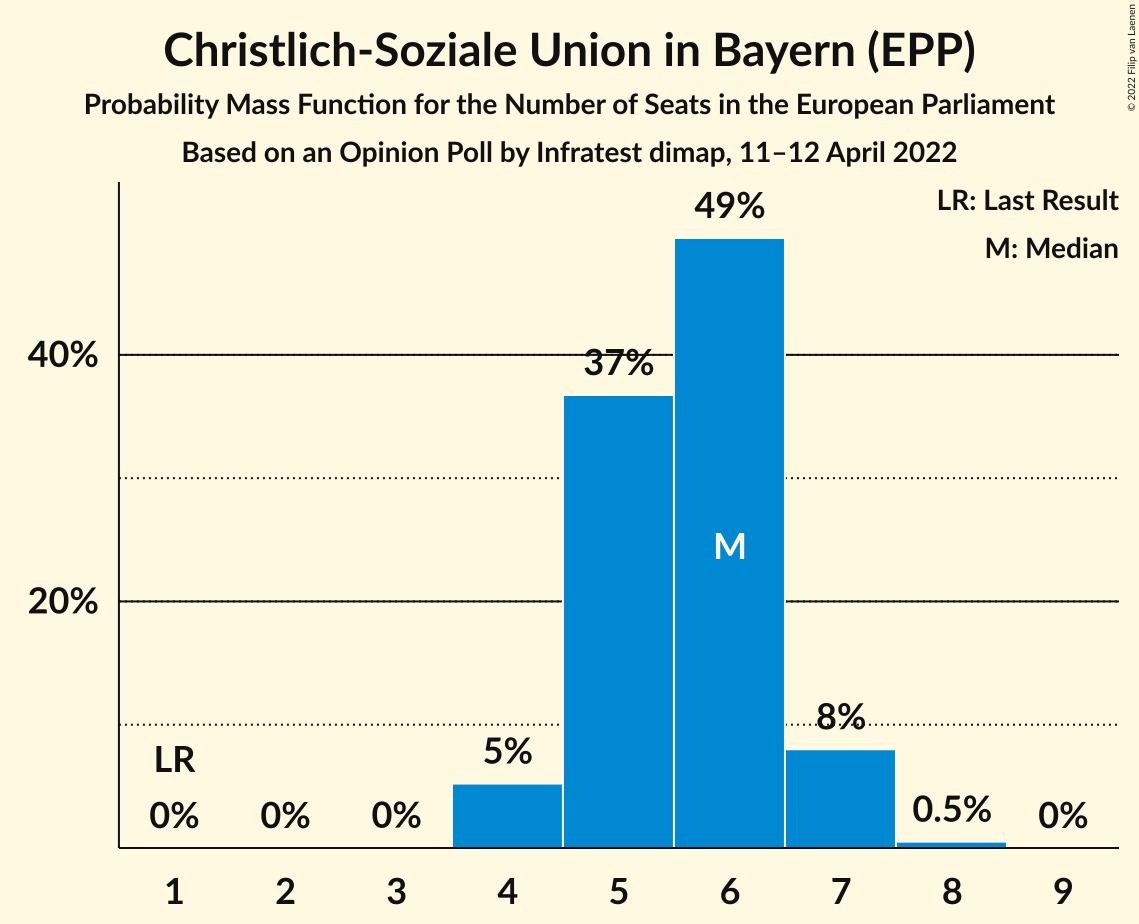 Christlich-Soziale Union in Bayern (EPP)
Probability Mass Function for the Number of Seats in the European Parliament
Based on an Opinion Poll by Infratest dimap, 11–12 April 2022
© 2022 Filip van Laenen
LR: Last Result
M: Median
49%
40%
37%
M
20%
8%
5%
LR
0%
0%
0%
0.5%
0%
1 2 3 4 5 6 7 8 9